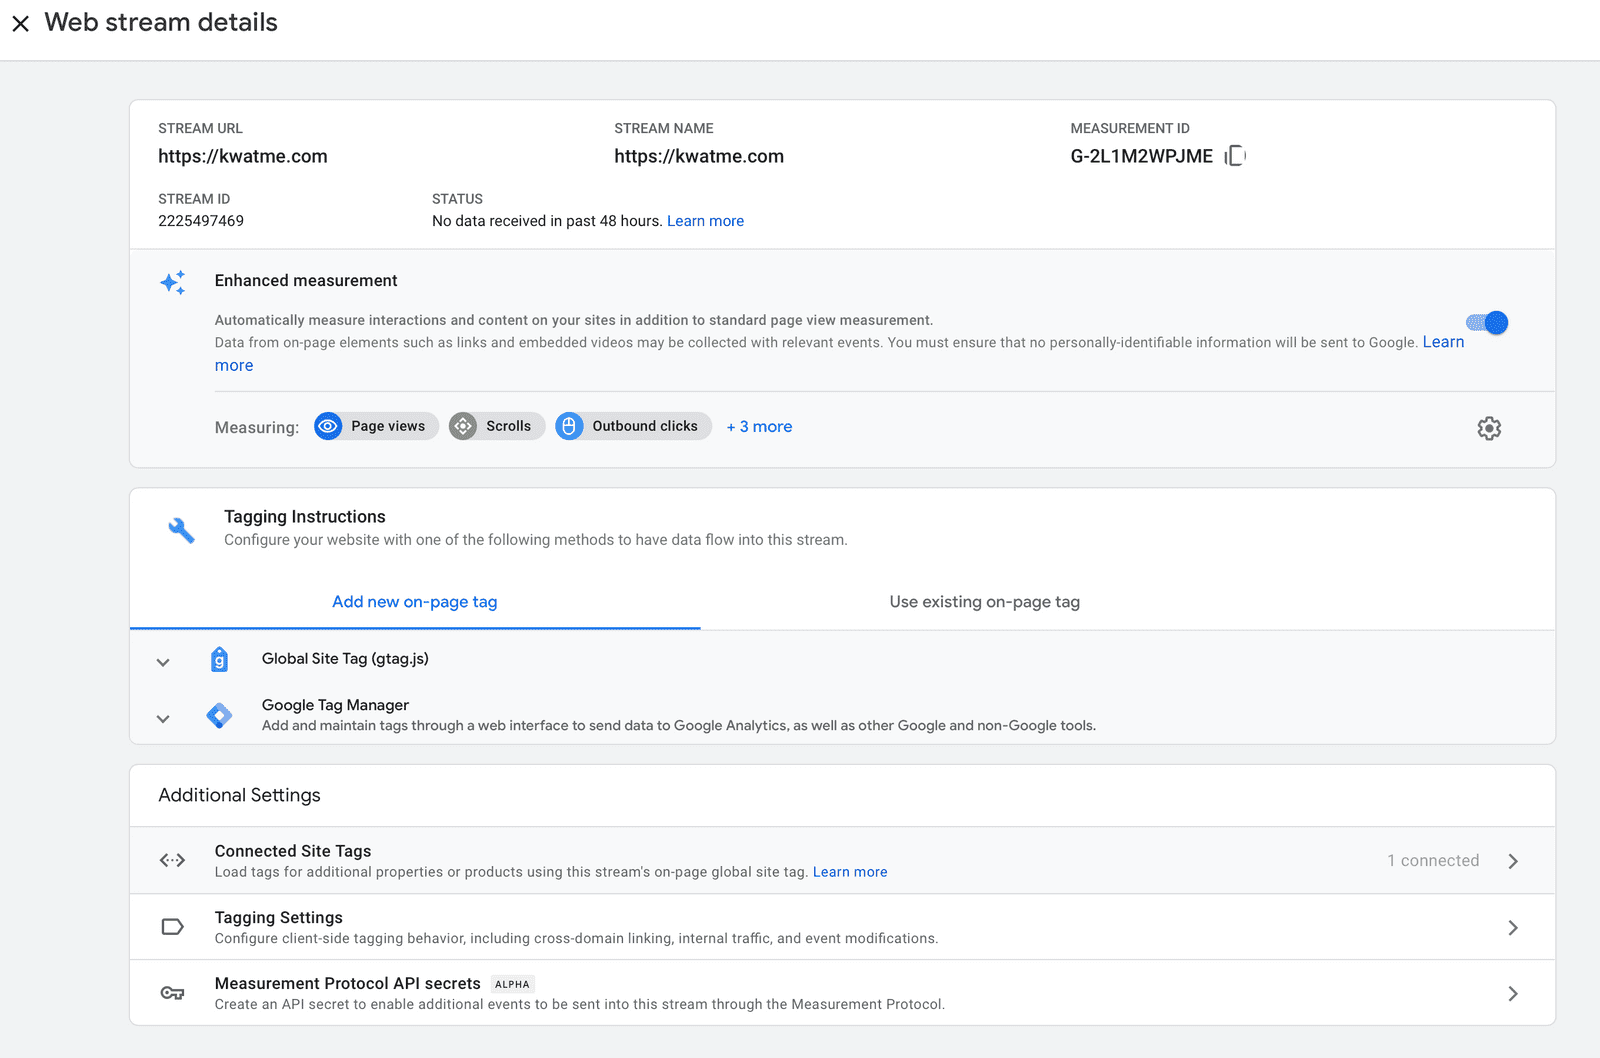 Web stream details
STREAM URL
https://kwatme.com
STREAM NAME
https://kwatme.com
MEASUREMENT ID
G-2L1M2WPJME
STREAM ID
2225497469
STATUS
No data received in past 48 hours. Learn more
Enhanced measurement
Automatically measure interactions and content on your sites in addition to standard page view measurement.
Data from on-page elements such as links and embedded videos may be collected with relevant events. You must ensure that no personally-identifiable information will be sent to Google. Learn
more
Measuring: Page views Scrolls Outbound clicks + 3 more
Tagging Instructions
Configure your website with one of the following methods to have data flow into this stream.
Add new on-page tag
Use existing on-page tag
g
Global Site Tag (gtag.js)
Google Tag Manager
Add and maintain tags through a web interface to send data to Google Analytics, as well as other Google and non-Google tools.
Additional Settings
Connected Site Tags
Load tags for additional properties or products using this stream's on-page global site tag. Learn more
1 connected
Tagging Settings
Configure client-side tagging behavior, including cross-domain linking, internal traffic, and event modifications.
Measurement Protocol API secrets ALPHA
Create an API secret to enable additional events to be sent into this stream through the Measurement Protocol.